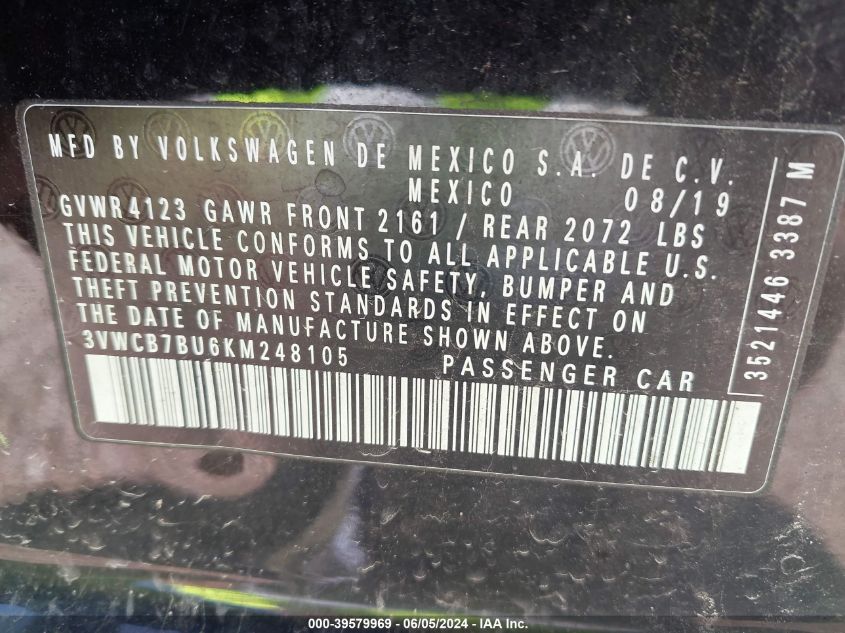 MFD BY VOLKSWAGEN DE MEXICO S.A. DE C.V.
MEXICO 08/19
GVWR4123 GAWR FRONT 2161 / REAR 2072 LBS
THIS VEHICLE CONFORMS TO ALL APPLICABLE U.S.
FEDERAL MOTOR VEHICLE SAFETY, BUMPER AND
THEFT PREVENTION STANDARDS IN EFFECT ON
THE DATE OF MANUFACTURE SHOWN ABOVE.
3VWCB7BU6KM248105 PASSENGER CAR
3521446 3387 M
000-39579969 - 06/05/2024 - IAA Inc.